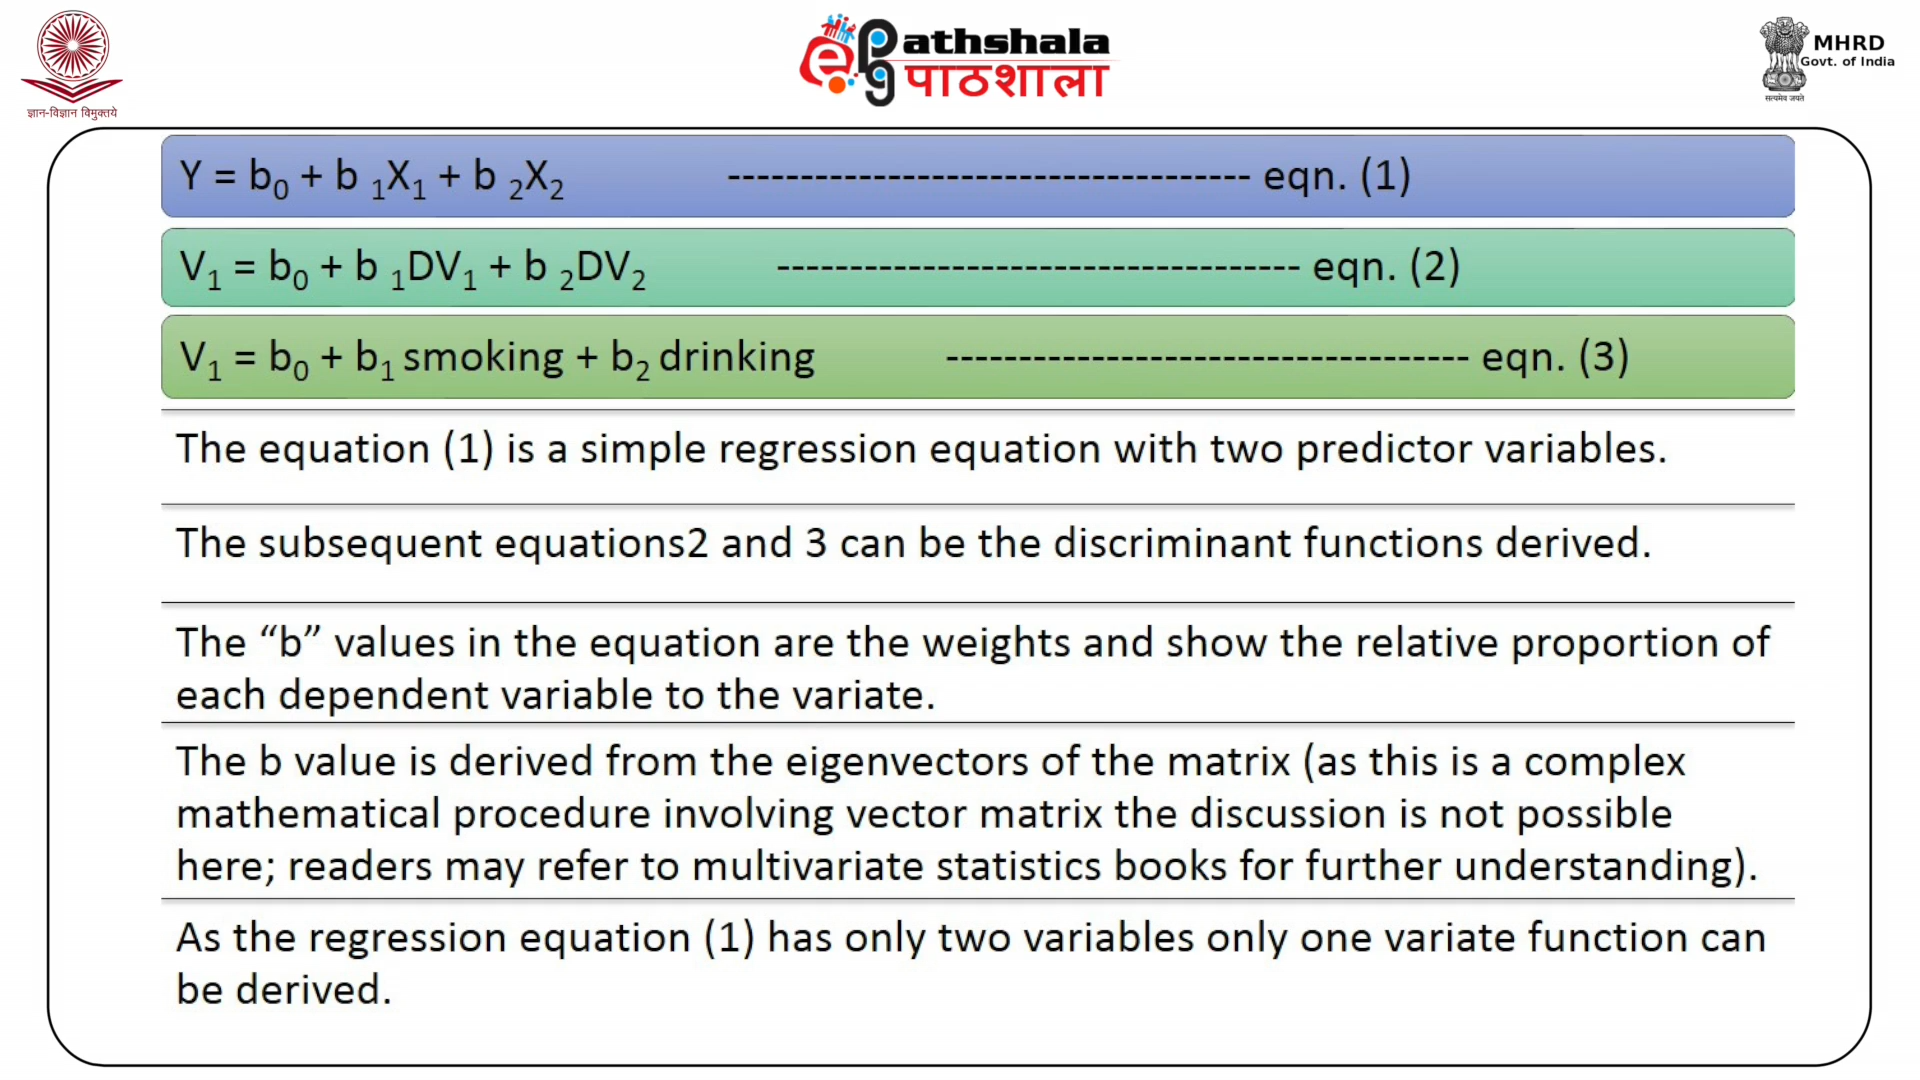 ज्ञान-विज्ञान विमुक्तये
ePathshala
पाठशाला
MHRD
Govt. of India
सत्यमेव जयते
Y = b₀ + b ₁X₁ + b ₂X₂ ------------------------------------ eqn. (1)
V₁ = b₀ + b ₁DV₁ + b ₂DV₂ ------------------------------------ eqn. (2)
V₁ = b₀ + b₁ smoking + b₂ drinking ------------------------------------ eqn. (3)
The equation (1) is a simple regression equation with two predictor variables.
The subsequent equations2 and 3 can be the discriminant functions derived.
The “b” values in the equation are the weights and show the relative proportion of
each dependent variable to the variate.
The b value is derived from the eigenvectors of the matrix (as this is a complex
mathematical procedure involving vector matrix the discussion is not possible
here; readers may refer to multivariate statistics books for further understanding).
As the regression equation (1) has only two variables only one variate function can
be derived.